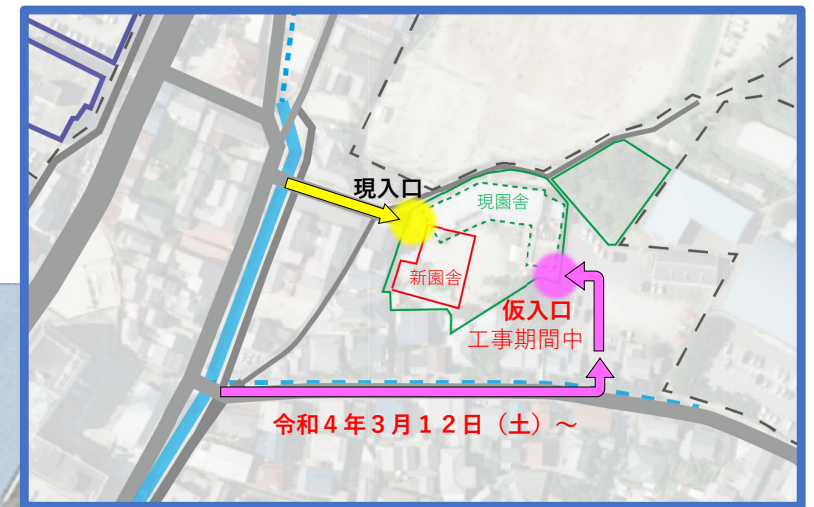 現入口
現園舎
新園舎
仮入口
工事期間中
令和４年３月１２日（土）～